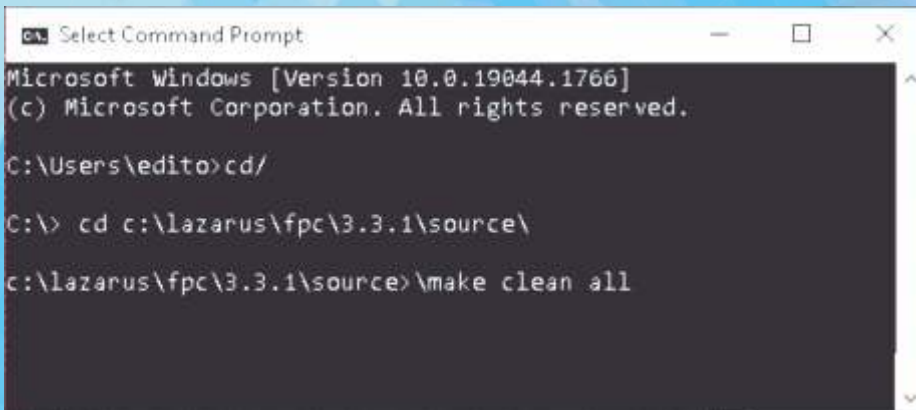 Select Command Prompt
Microsoft Windows [Version 10.0.19044.1766]
(c) Microsoft Corporation. All rights reserved.
C:\Users\edito>cd/
C:\> cd c:\lazarus\fpc\3.3.1\source\
c:\lazarus\fpc\3.3.1\source>\make clean all